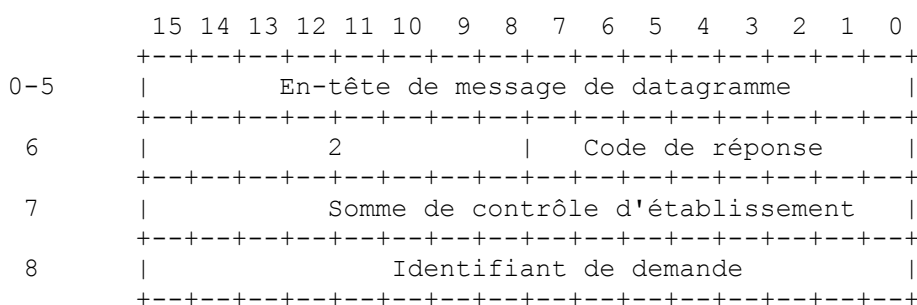 15 14 13 12 11 10 9 8 7 6 5 4 3 2 1 0
+--+--+--+--+--+--+--+--+--+--+--+--+--+--+--+--+
0-5 | En-tête de message de datagramme |
+--+--+--+--+--+--+--+--+--+--+--+--+--+--+--+--+
6 | 2 | Code de réponse |
+--+--+--+--+--+--+--+--+--+--+--+--+--+--+--+--+
7 | Somme de contrôle d'établissement |
+--+--+--+--+--+--+--+--+--+--+--+--+--+--+--+--+
8 | Identifiant de demande |
+--+--+--+--+--+--+--+--+--+--+--+--+--+--+--+--+